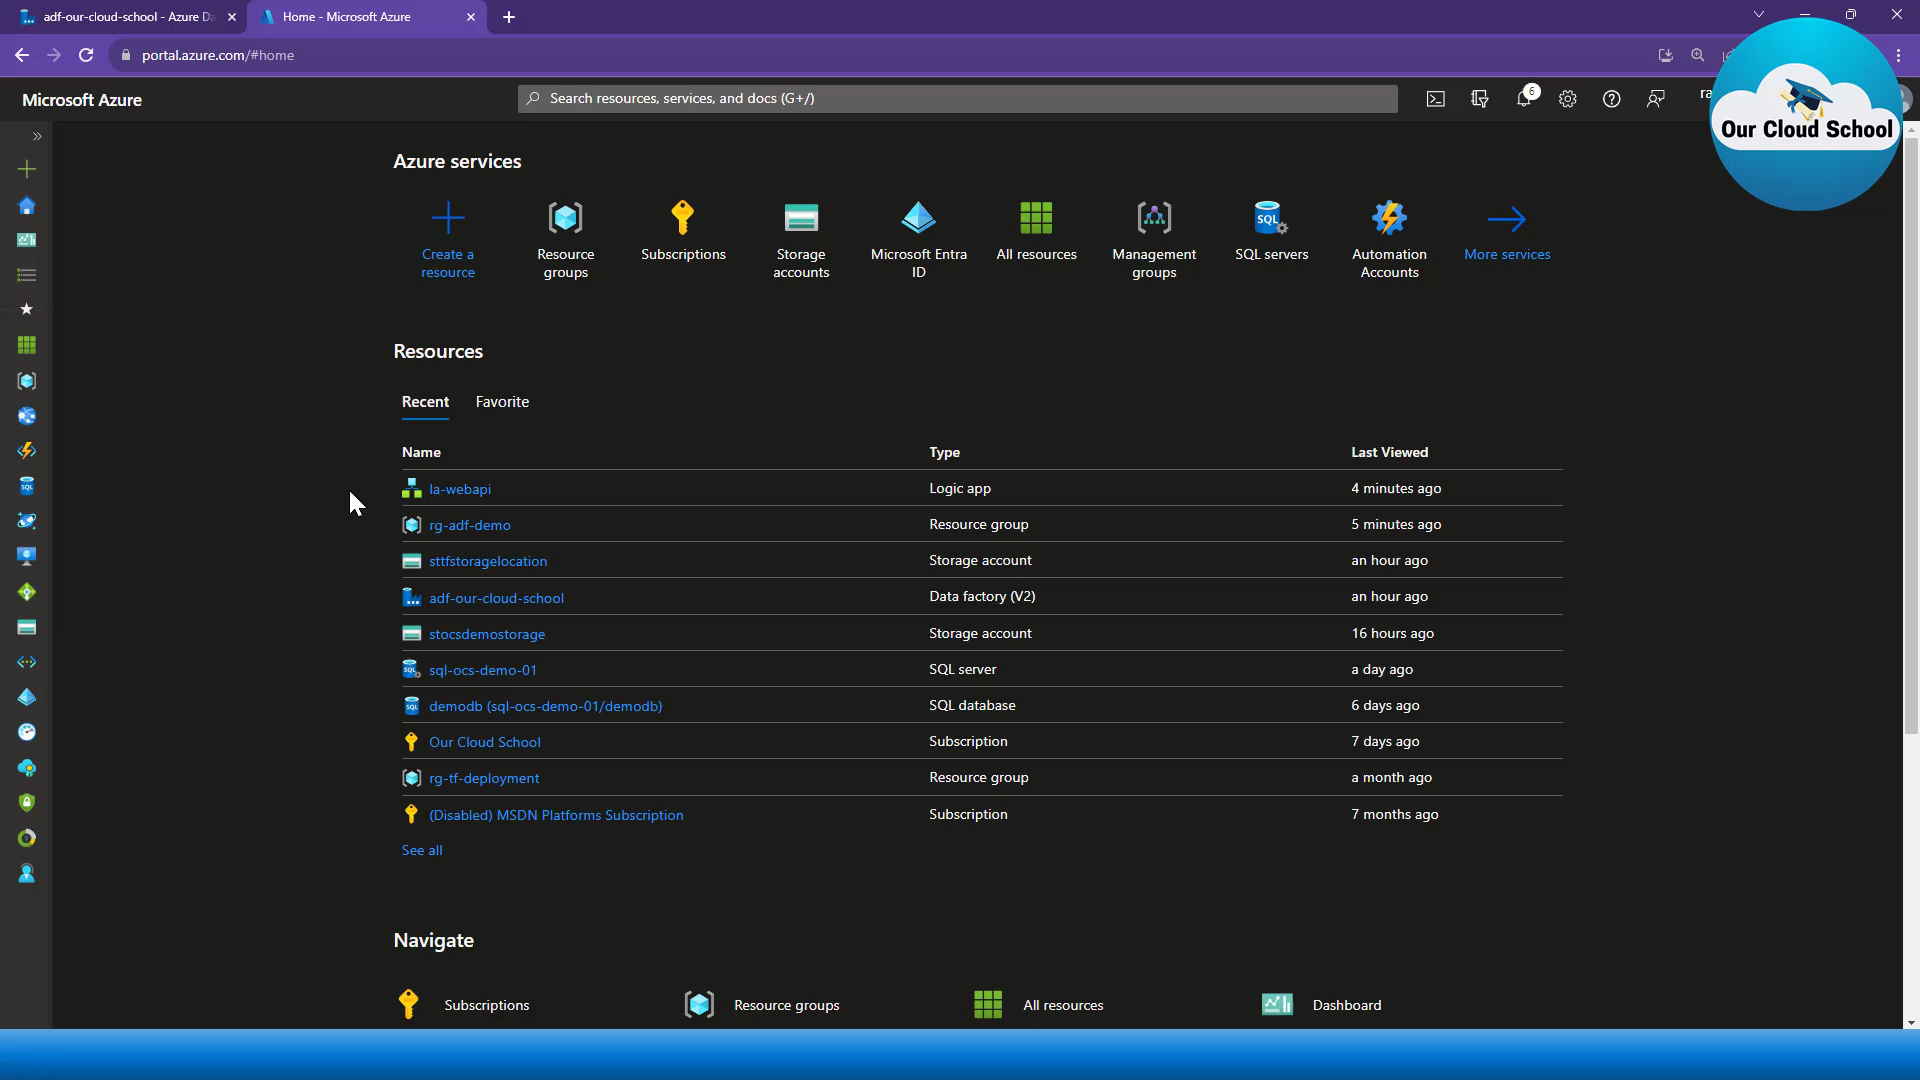 adf-our-cloud-school - Azure Da
Home - Microsoft Azure
portal.azure.com/#home
Microsoft Azure
Search resources, services, and docs (G+/)
6
ra
Our Cloud School
Azure services
Create a resource
Resource groups
Subscriptions
Storage accounts
Microsoft Entra ID
All resources
Management groups
SQL servers
Automation Accounts
More services
Resources
Recent Favorite
Name Type Last Viewed
la-webapi Logic app 4 minutes ago
rg-adf-demo Resource group 5 minutes ago
sttfstoragelocation Storage account an hour ago
adf-our-cloud-school Data factory (V2) an hour ago
stocsdemostorage Storage account 16 hours ago
sql-ocs-demo-01 SQL server a day ago
demodb (sql-ocs-demo-01/demodb) SQL database 6 days ago
Our Cloud School Subscription 7 days ago
rg-tf-deployment Resource group a month ago
(Disabled) MSDN Platforms Subscription Subscription 7 months ago
See all
Navigate
Subscriptions Resource groups All resources Dashboard